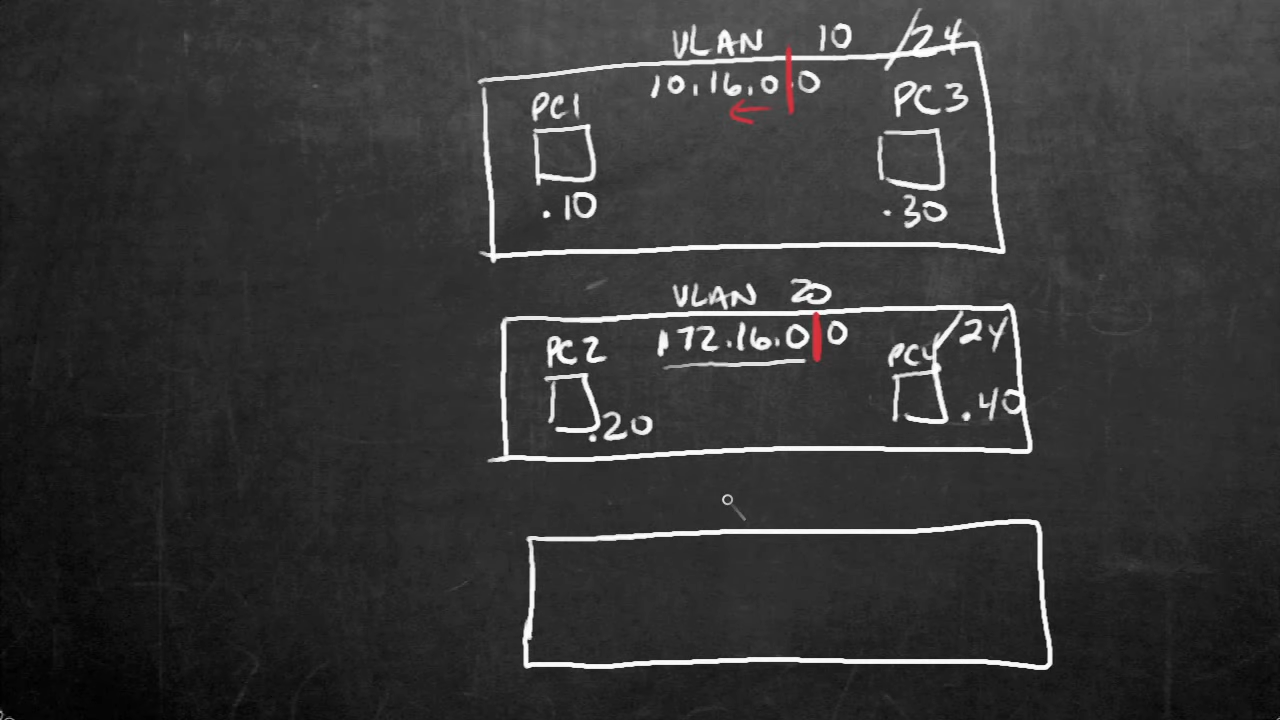 VLAN 10 /24
10.16.0.0
PC1 PC3
.10 .30
VLAN 20
172.16.0 0
/24
PC2 PC4
.20 .40